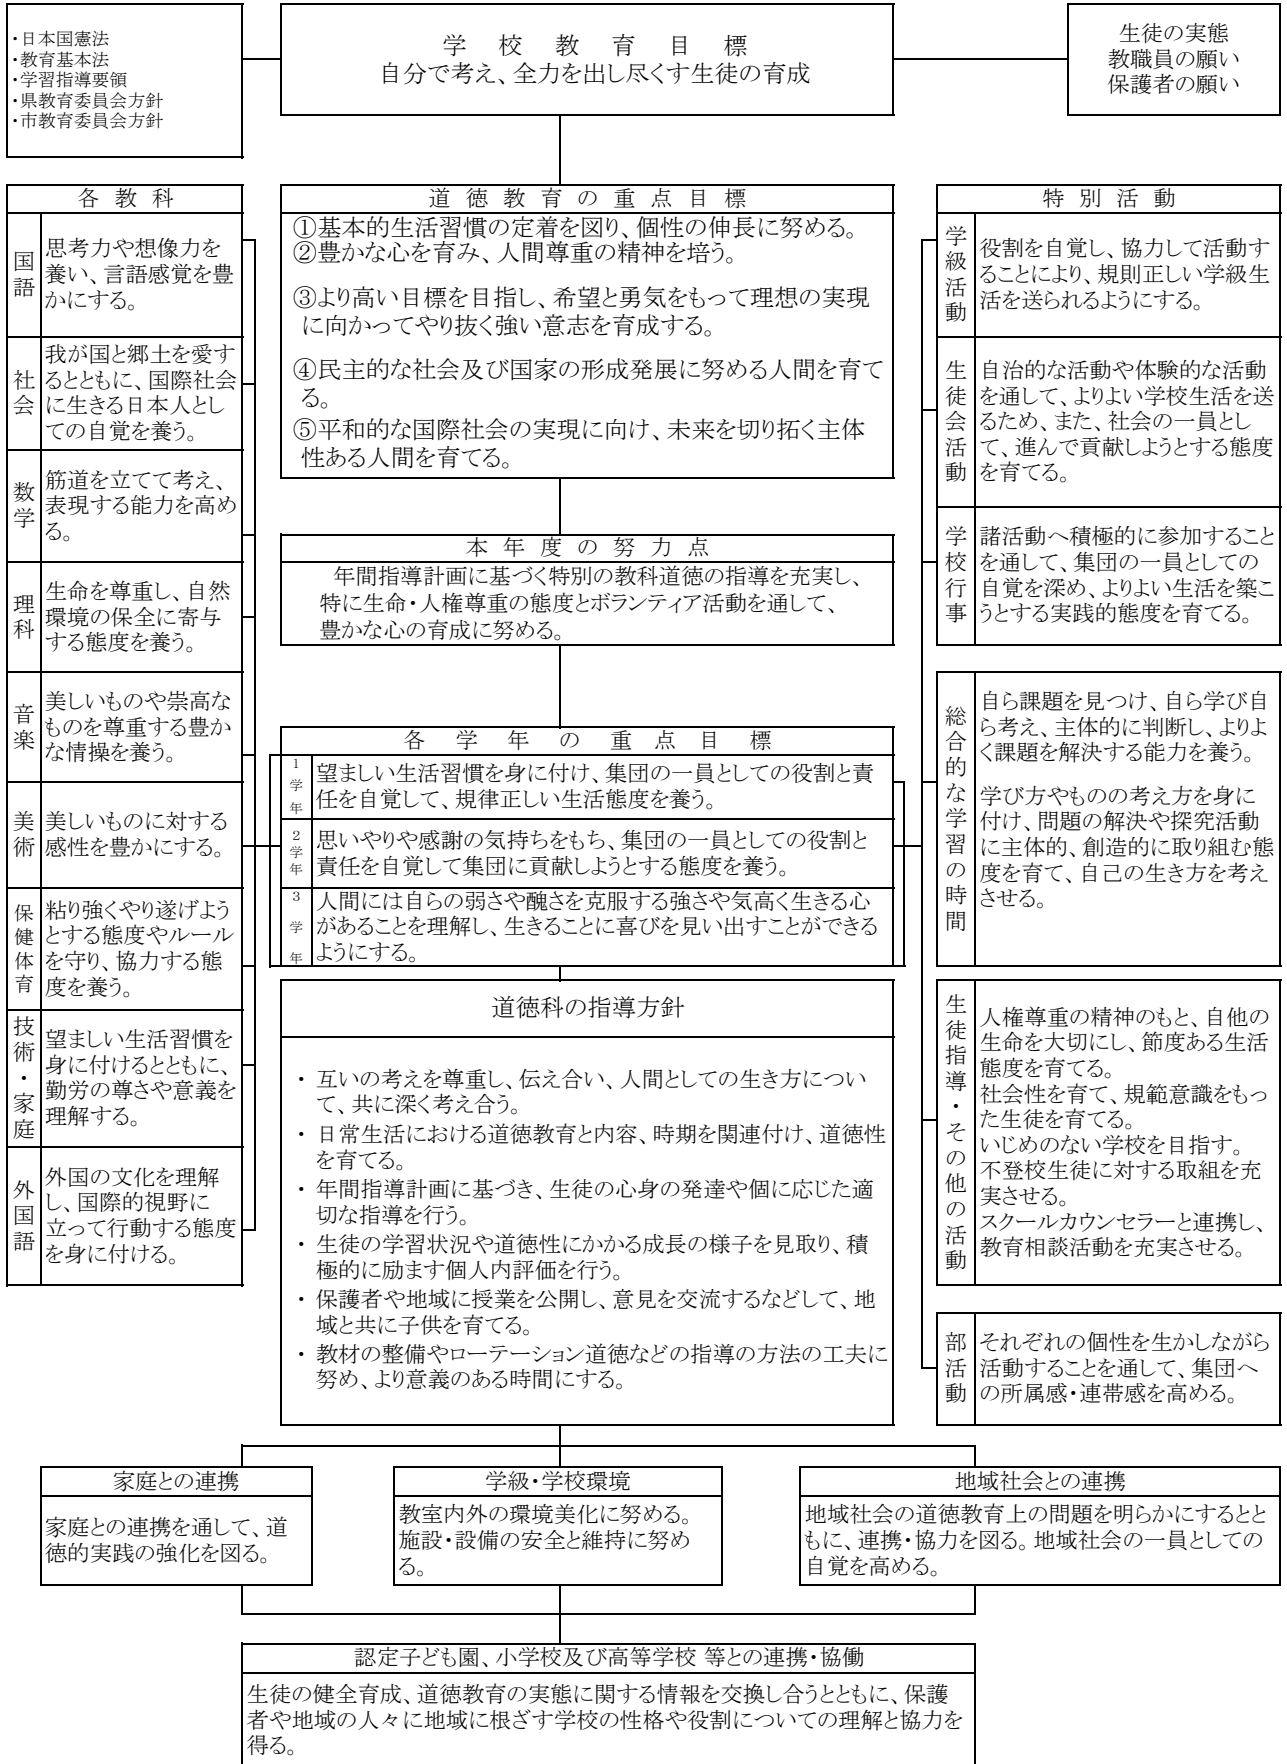 ・日本国憲法
・教育基本法
・学習指導要領
・県教育委員会方針
・市教育委員会方針
学校教育目標
自分で考え、全力を出し尽くす生徒の育成
生徒の実態
教職員の願い
保護者の願い
各教科
国語
思考力や想像力を
養い、言語感覚を豊
かにする。
社会
我が国と郷土を愛す
るとともに、国際社会
に生きる日本人とし
ての自覚を養う。
数学
筋道を立てて考え、
表現する能力を高め
る。
理科
生命を尊重し、自然
環境の保全に寄与
する態度を養う。
音楽
美しいものや崇高な
ものを尊重する豊か
な情操を養う。
美術
美しいものに対する
感性を豊かにする。
保健体育
粘り強くやり遂げよう
とする態度やルール
を守り、協力する態
度を養う。
技術・家庭
望ましい生活習慣を
身に付けるとともに、
勤労の尊さや意義を
理解する。
外国語
外国の文化を理解
し、国際的視野に
立って行動する態度
を身に付ける。
道徳教育の重点目標
①基本的生活習慣の定着を図り、個性の伸長に努める。
②豊かな心を育み、人間尊重の精神を培う。
③より高い目標を目指し、希望と勇気をもって理想の実現
に向かってやり抜く強い意志を育成する。
④民主的な社会及び国家の形成発展に努める人間を育て
る。
⑤平和的な国際社会の実現に向け、未来を切り拓く主体
性ある人間を育てる。
本年度の努力点
年間指導計画に基づく特別の教科道徳の指導を充実し、
特に生命・人権尊重の態度とボランティア活動を通して、
豊かな心の育成に努める。
各学年の重点目標
1学年
望ましい生活習慣を身に付け、集団の一員としての役割と責
任を自覚して、規律正しい生活態度を養う。
2学年
思いやりや感謝の気持ちをもち、集団の一員としての役割と
責任を自覚して集団に貢献しようとする態度を養う。
3学年
人間には自らの弱さや醜さを克服する強さや気高く生きる心
があることを理解し、生きることに喜びを見い出すことができる
ようにする。
道徳科の指導方針
・ 互いの考えを尊重し、伝え合い、人間としての生き方につい
て、共に深く考え合う。
・ 日常生活における道徳教育と内容、時期を関連付け、道徳性
を育てる。
・ 年間指導計画に基づき、生徒の心身の発達や個に応じた適
切な指導を行う。
・ 生徒の学習状況や道徳性にかかる成長の様子を見取り、積
極的に励ます個人内評価を行う。
・ 保護者や地域に授業を公開し、意見を交流するなどして、地
域と共に子供を育てる。
・ 教材の整備やローテーション道徳などの指導の方法の工夫に
努め、より意義のある時間にする。
特別活動
学級活動
役割を自覚し、協力して活動す
ることにより、規則正しい学級生
活を送られるようにする。
生徒会活動
自治的な活動や体験的な活動
を通して、よりよい学校生活を送
るため、また、社会の一員とし
て、進んで貢献しようとする態度
を育てる。
学校行事
諸活動へ積極的に参加すること
を通して、集団の一員としての
自覚を深め、よりよい生活を築こ
うとする実践的態度を育てる。
総合的な学習の時間
自ら課題を見つけ、自ら学び自
ら考え、主体的に判断し、よりよ
く課題を解決する能力を養う。
学び方やものの考え方を身に
付け、問題の解決や探究活動
に主体的、創造的に取り組む態
度を育て、自己の生き方を考え
させる。
生徒指導・その他の活動
人権尊重の精神のもと、自他の
生命を大切にし、節度ある生活
態度を育てる。
社会性を育て、規範意識をもっ
た生徒を育てる。
いじめのない学校を目指す。
不登校生徒に対する取組を充
実させる。
スクールカウンセラーと連携し、
教育相談活動を充実させる。
部活動
それぞれの個性を生かしながら
活動することを通して、集団へ
の所属感・連帯感を高める。
家庭との連携
家庭との連携を通して、道
徳的実践の強化を図る。
学級・学校環境
教室内外の環境美化に努める。
施設・設備の安全と維持に努め
る。
地域社会との連携
地域社会の道徳教育上の問題を明らかにするとと
もに、連携・協力を図る。地域社会の一員としての
自覚を高める。
認定子ども園、小学校及び高等学校 等との連携・協働
生徒の健全育成、道徳教育の実態に関する情報を交換し合うとともに、保護
者や地域の人々に地域に根ざす学校の性格や役割についての理解と協力を
得る。